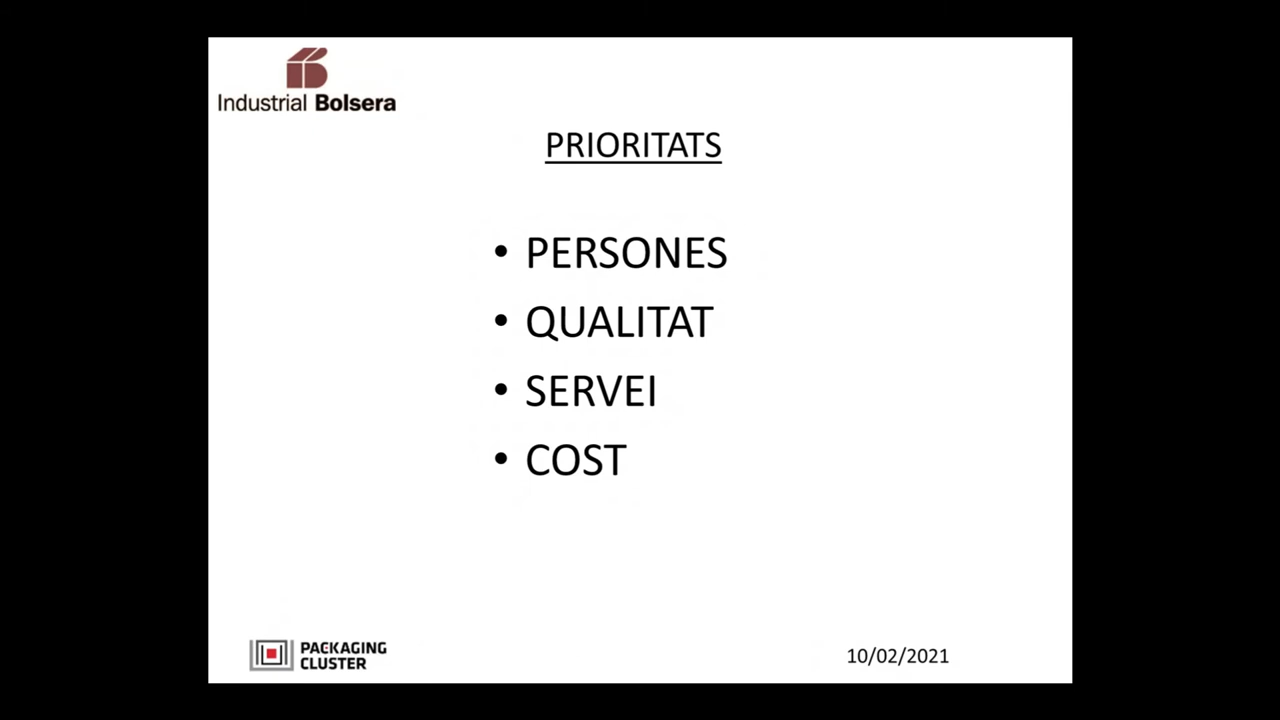 Industrial Bolsera
PRIORITATS
• PERSONES
• QUALITAT
• SERVEI
• COST
PACKAGING
CLUSTER
10/02/2021